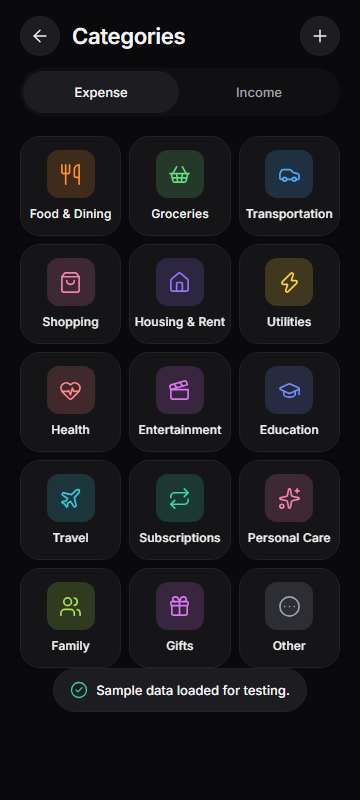 Categories
Expense
Income
Food & Dining
Groceries
Transportation
Shopping
Housing & Rent
Utilities
Health
Entertainment
Education
Travel
Subscriptions
Personal Care
Family
Gifts
Other
Sample data loaded for testing.